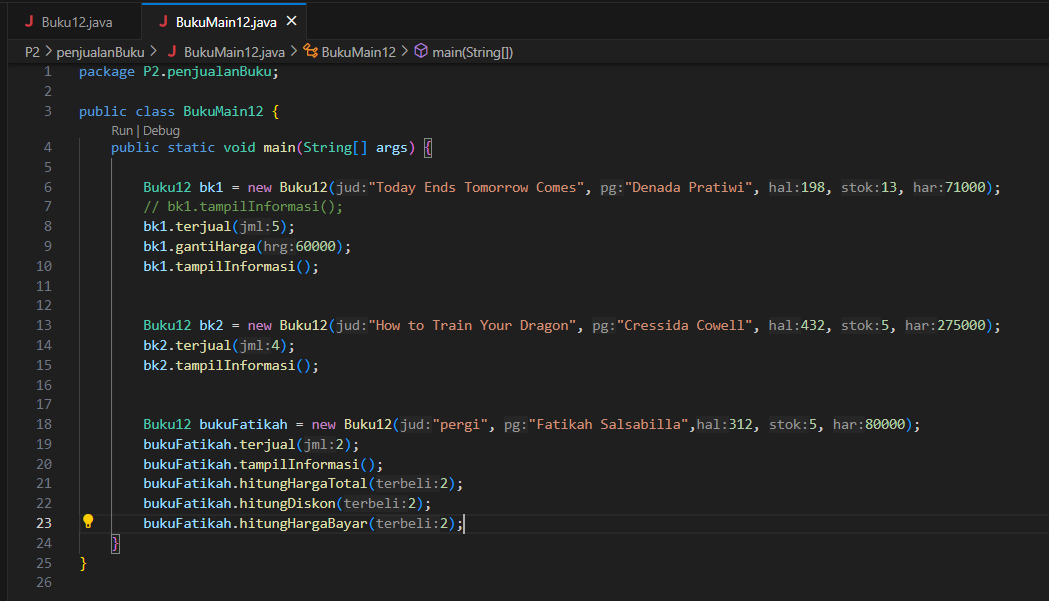 Buku12.java BukuMain12.java
P2 > penjualanBuku > BukuMain12.java > BukuMain12 > main(String[])
1 package P2.penjualanBuku;
2
3 public class BukuMain12 {
Run | Debug
4 public static void main(String[] args) {
5
6 Buku12 bk1 = new Buku12(jud:"Today Ends Tomorrow Comes", pg:"Denada Pratiwi", hal:198, stok:13, har:71000);
7 // bk1.tampilInformasi();
8 bk1.terjual(jml:5);
9 bk1.gantiHarga(hrg:60000);
10 bk1.tampilInformasi();
11
12
13 Buku12 bk2 = new Buku12(jud:"How to Train Your Dragon", pg:"Cressida Cowell", hal:432, stok:5, har:275000);
14 bk2.terjual(jml:4);
15 bk2.tampilInformasi();
16
17
18 Buku12 bukuFatikah = new Buku12(jud:"pergi", pg:"Fatikah Salsabilla",hal:312, stok:5, har:80000);
19 bukuFatikah.terjual(jml:2);
20 bukuFatikah.tampilInformasi();
21 bukuFatikah.hitungHargaTotal(terbeli:2);
22 bukuFatikah.hitungDiskon(terbeli:2);
23 bukuFatikah.hitungHargaBayar(terbeli:2);
24 }
25 }
26